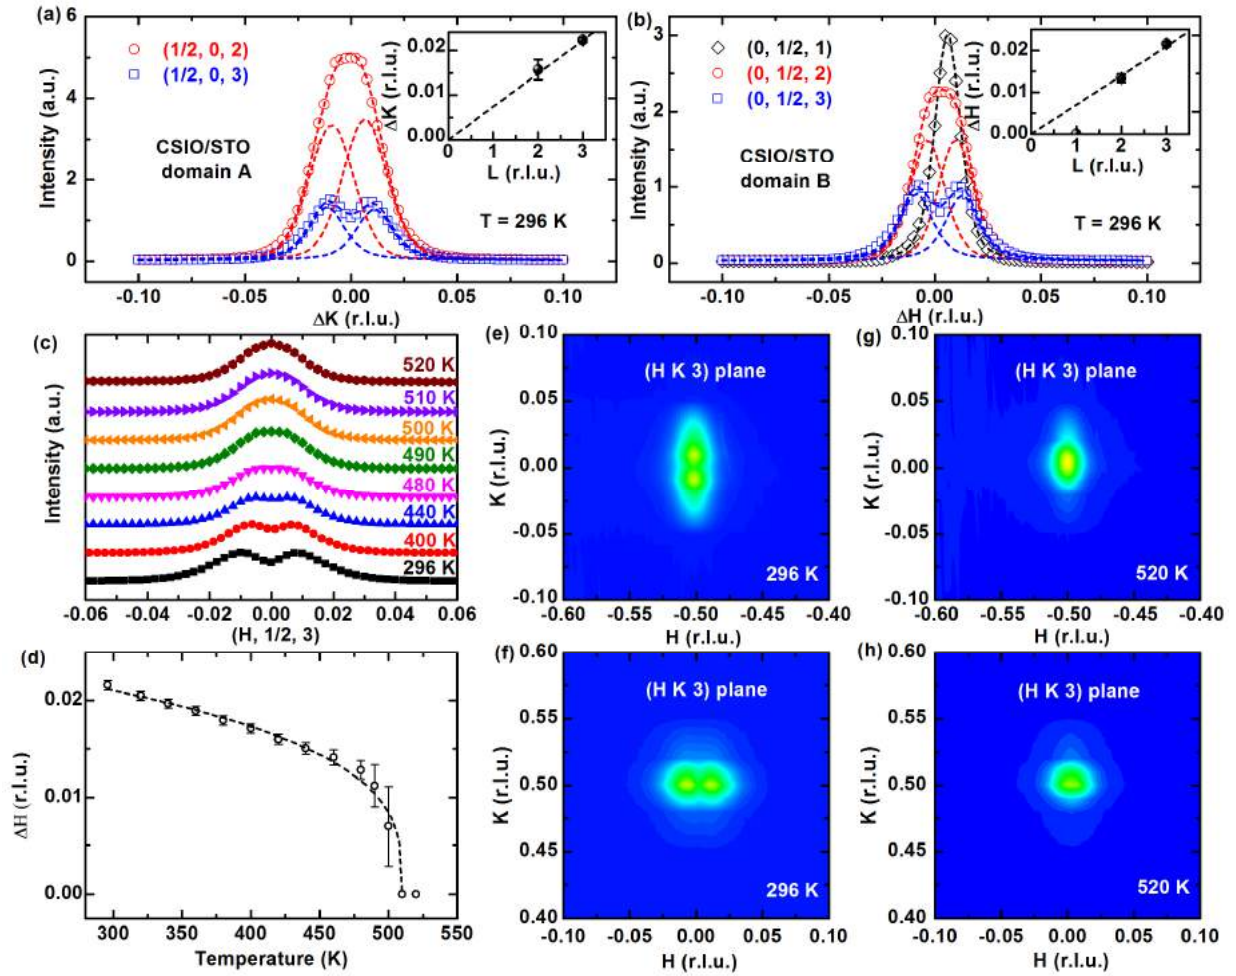 (a)
6
4
2
0
Intensity (a.u.)
(1/2, 0, 2)
(1/2, 0, 3)
CSIO/STO
domain A
T = 296 K
-0.10 -0.05 0.00 0.05 0.10
ΔK (r.l.u.)
0.02
0.01
0.00
ΔK (r.l.u.)
0 1 2 3
L (r.l.u.)
(b)
3
2
1
0
Intensity (a.u.)
(0, 1/2, 1)
(0, 1/2, 2)
(0, 1/2, 3)
CSIO/STO
domain B
T = 296 K
-0.10 -0.05 0.00 0.05 0.10
ΔH (r.l.u.)
0.02
0.01
0.00
ΔH (r.l.u.)
0 1 2 3
L (r.l.u.)
(c)
Intensity (a.u.)
520 K
510 K
500 K
490 K
480 K
440 K
400 K
296 K
-0.06 -0.04 -0.02 0.00 0.02 0.04 0.06
(H, 1/2, 3)
(e)
0.10
0.05
0.00
-0.05
-0.10
K (r.l.u.)
(H K 3) plane
296 K
-0.60 -0.55 -0.50 -0.45 -0.40
H (r.l.u.)
(g)
0.10
0.05
0.00
-0.05
-0.10
K (r.l.u.)
(H K 3) plane
520 K
-0.60 -0.55 -0.50 -0.45 -0.40
H (r.l.u.)
(d)
0.02
0.01
0.00
ΔH (r.l.u.)
300 350 400 450 500 550
Temperature (K)
(f)
0.60
0.55
0.50
0.45
0.40
K (r.l.u.)
(H K 3) plane
296 K
-0.10 -0.05 0.00 0.05 0.10
H (r.l.u.)
(h)
0.60
0.55
0.50
0.45
0.40
K (r.l.u.)
(H K 3) plane
520 K
-0.10 -0.05 0.00 0.05 0.10
H (r.l.u.)